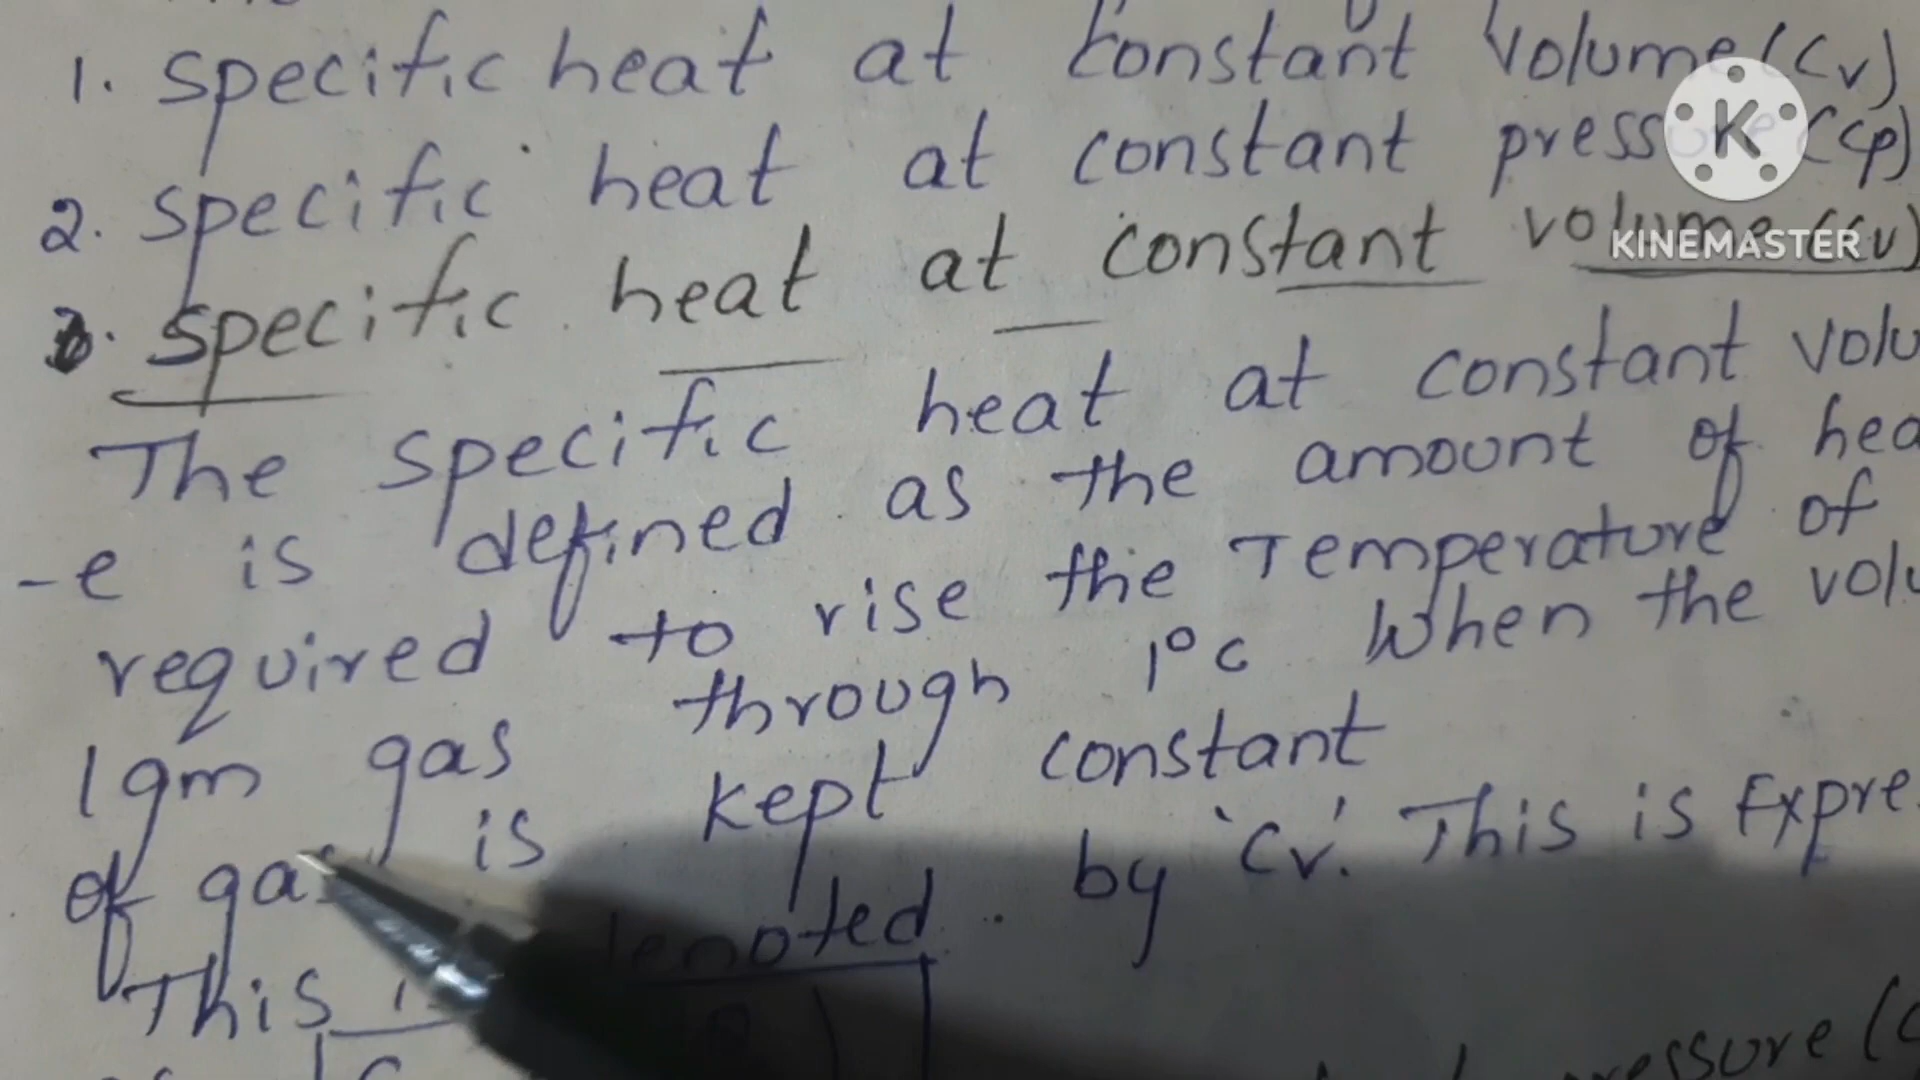 1. Specific heat at constant Volume (Cv)
2. Specific heat at constant pressure (Cp)
Specific heat at constant volume (Cv)
The specific heat at constant volu
-e is defined as the amount of hea
required to rise the Temperature of
1gm gas through 1°c When the volu
of gas is kept constant
This is denoted by 'Cv'. This is Expre
ressure (C
K
KINEMASTER